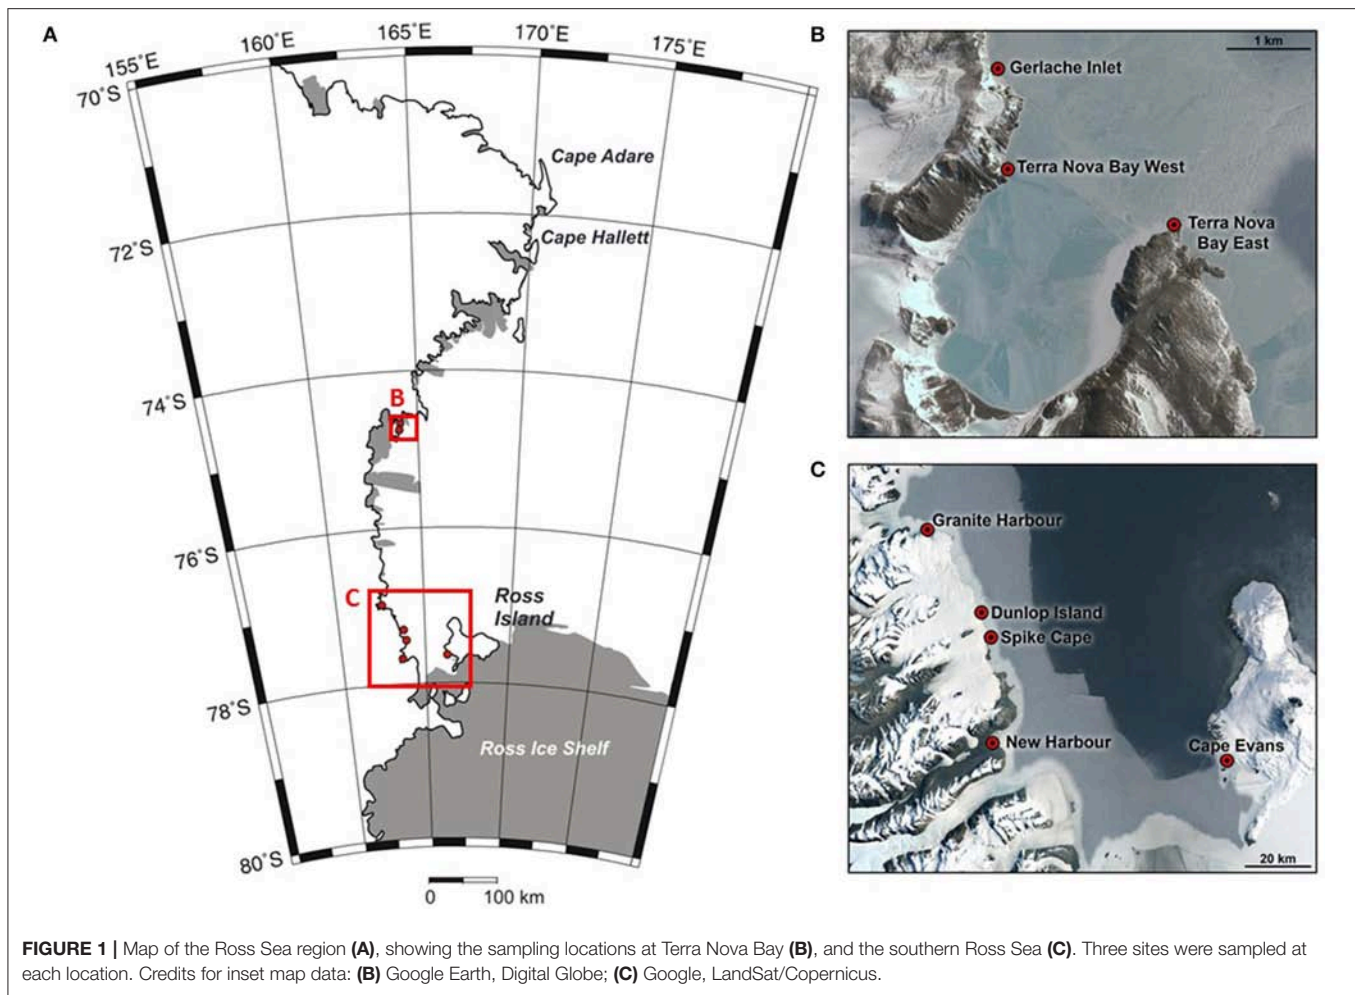 A
155°E
160°E
165°E
170°E
175°E
70°S
72°S
74°S
76°S
78°S
80°S
Cape Adare
Cape Hallett
B
C
Ross
Island
Ross Ice Shelf
0 100 km
B
1 km
Gerlache Inlet
Terra Nova Bay West
Terra Nova
Bay East
C
Granite Harbour
Dunlop Island
Spike Cape
New Harbour
Cape Evans
20 km
FIGURE 1 | Map of the Ross Sea region (A), showing the sampling locations at Terra Nova Bay (B), and the southern Ross Sea (C). Three sites were sampled at
each location. Credits for inset map data: (B) Google Earth, Digital Globe; (C) Google, LandSat/Copernicus.